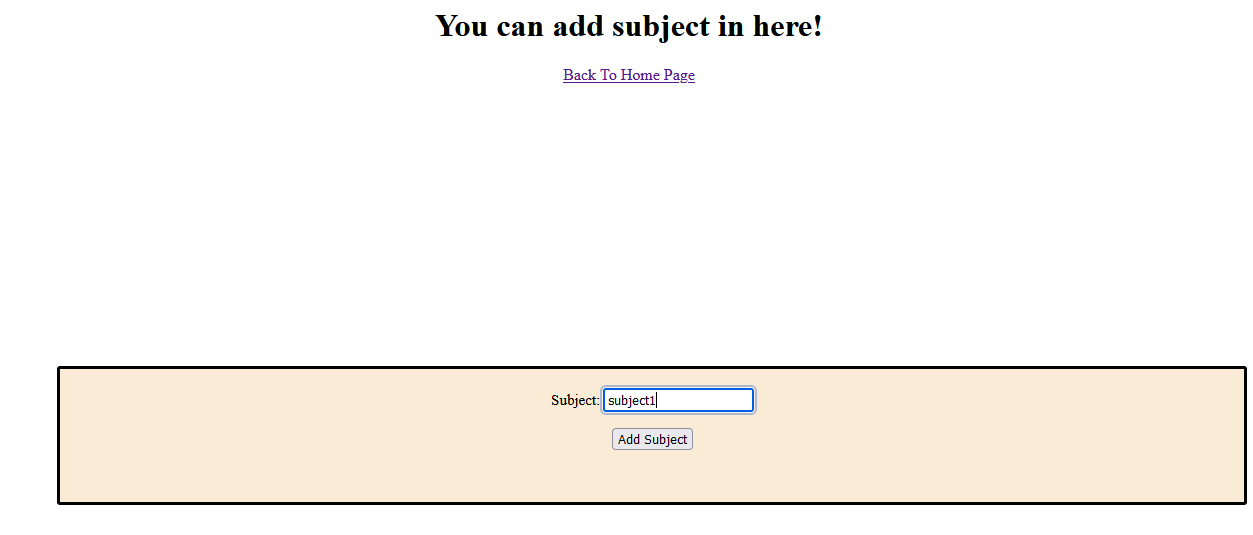 You can add subject in here!
Back To Home Page
Subject: subject1
Add Subject